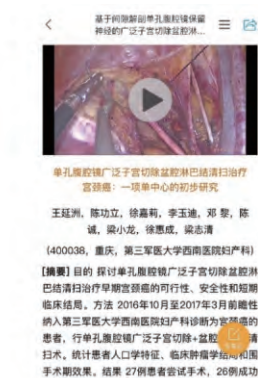 基于间隙解剖单孔腹腔镜保留
神经的广泛子宫切除盆腔淋...
单孔腹腔镜广泛子宫切除盆腔淋巴结清扫治疗
宫颈癌：一项单中心的初步研究
王延洲，陈功立，徐嘉莉，李玉迪，邓 黎，陈
诚，梁小龙，徐惠成，梁志清
(400038，重庆，第三军医大学西南医院妇产科)
[摘要] 目的 探讨单孔腹腔镜广泛子宫切除盆腔淋
巴结清扫治疗早期宫颈癌的可行性、安全性和短期
临床结局。方法 2016年10月至2017年3月前瞻性
纳入第三军医大学西南医院妇产科诊断为宫颈癌的
患者，行单孔腹腔镜广泛子宫切除+盆腔
清
扫术。统计患者人口学特征、临床肿瘤学结局和围
手术期效果。结果 27例患者尝试手术，26例成功